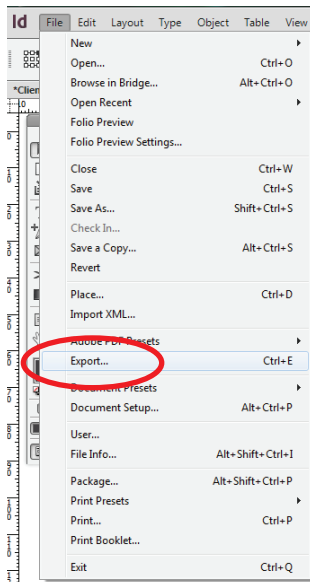 Id File Edit Layout Type Object Table View
New
Open... Ctrl+O
Browse in Bridge... Alt+Ctrl+O
*Clien
Open Recent
Folio Preview
Folio Preview Settings...
Close Ctrl+W
Save Ctrl+S
Save As... Shift+Ctrl+S
Check In...
Save a Copy... Alt+Ctrl+S
Revert
Place... Ctrl+D
Import XML...
Adobe PDF Presets
Export... Ctrl+E
Document Presets
Document Setup... Alt+Ctrl+P
User...
File Info... Alt+Shift+Ctrl+I
Package... Alt+Shift+Ctrl+P
Print Presets
Print... Ctrl+P
Print Booklet...
Exit Ctrl+Q